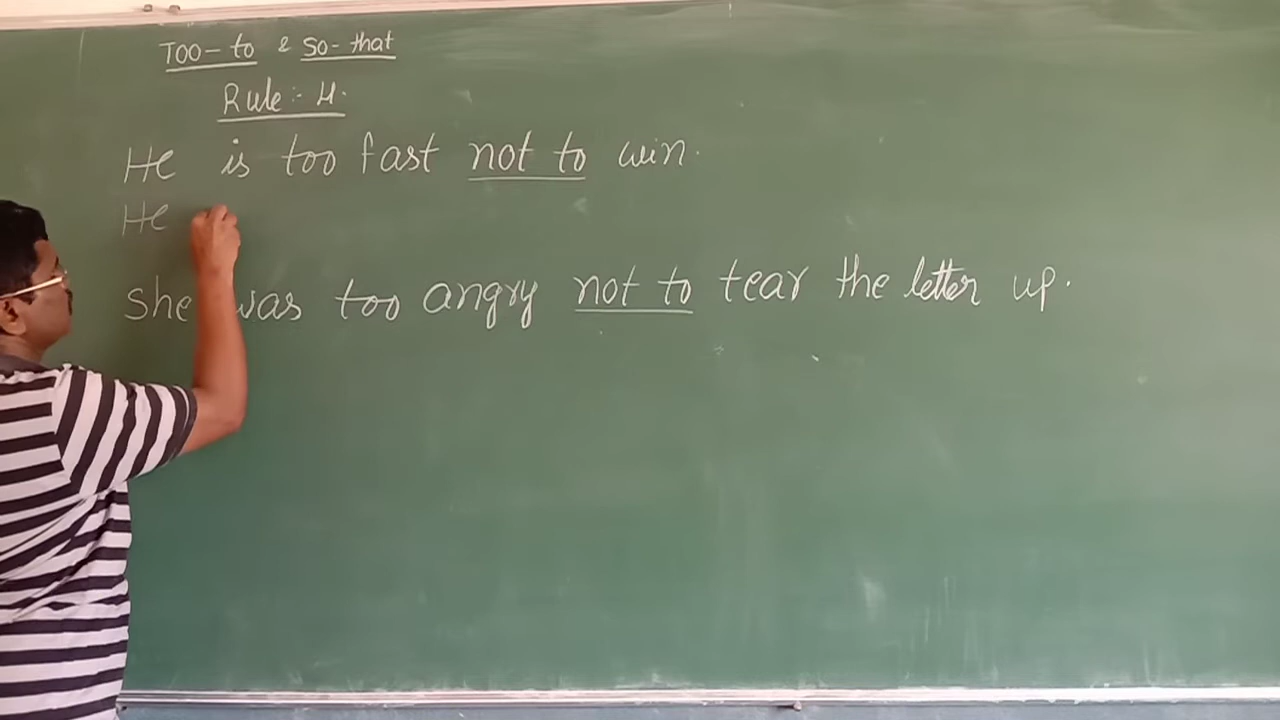 Too-to & So-that
Rule:- 4.
He is too fast not to win.
He
She was too angry not to tear the letter up.